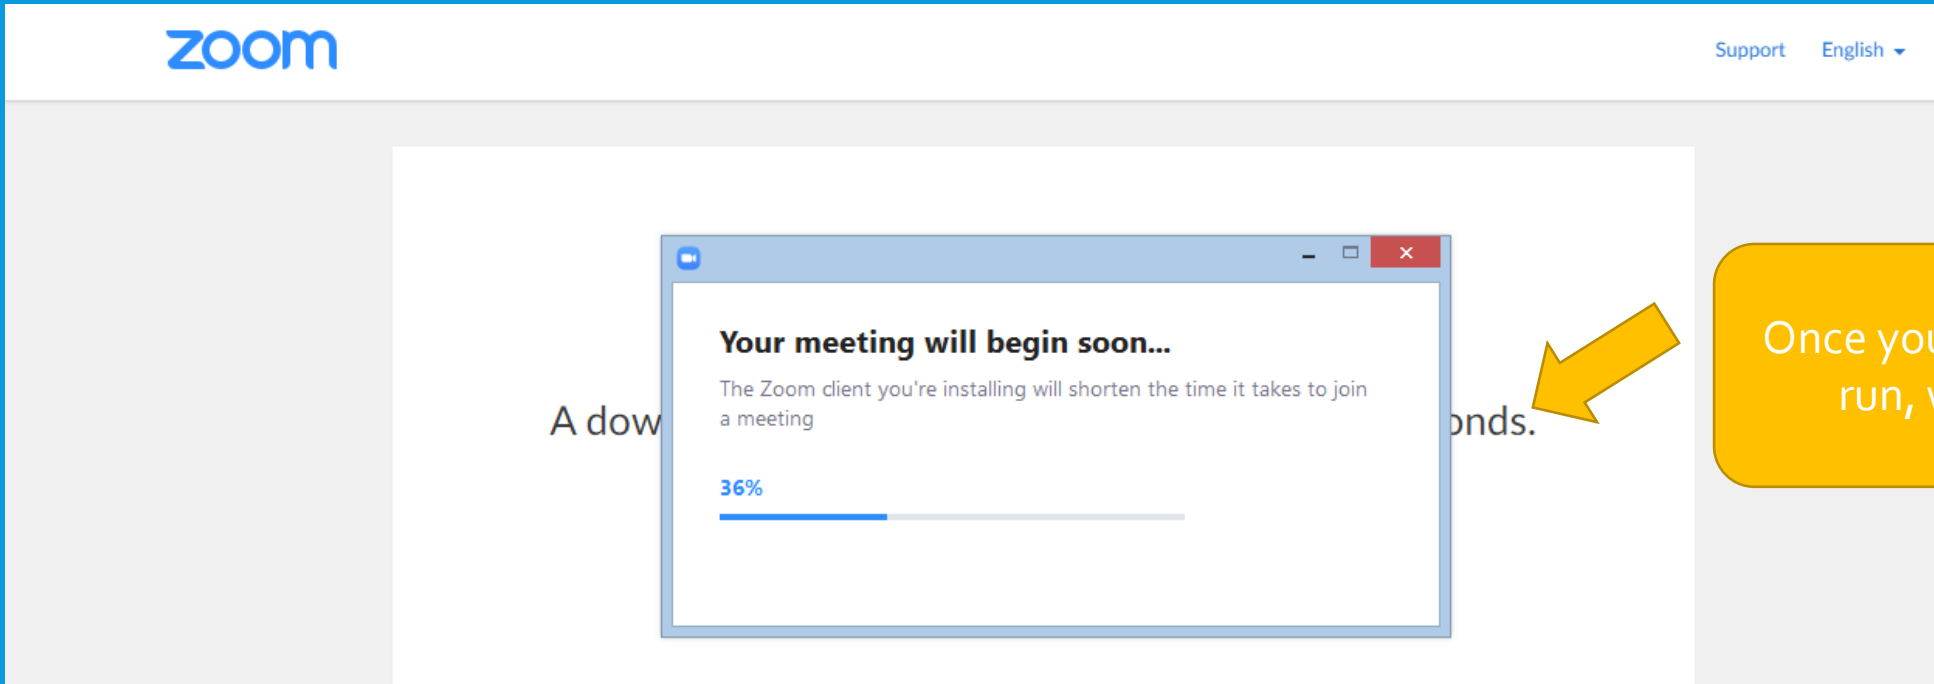 zoom
Support English
Your meeting will begin soon...
The Zoom client you're installing will shorten the time it takes to join
a meeting
A dow onds.
36%
Once you
run,